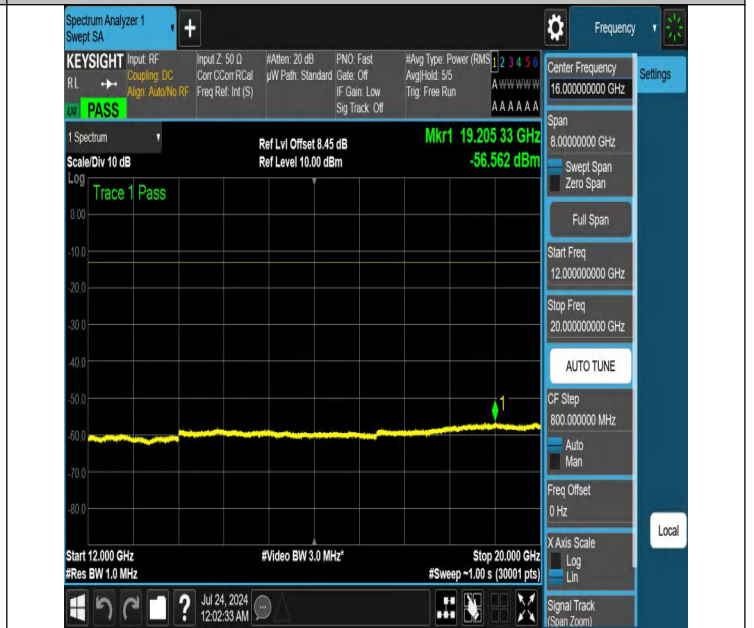 Spectrum Analyzer 1
Swept SA
+
Frequency
KEYSIGHT
RL
PASS
Input: RF
Coupling: DC
Align: Auto/No RF
Input Z: 50 Ω
Corr CCorr RCal
Freq Ref: Int (S)
#Atten: 20 dB
µW Path: Standard
PNO: Fast
Gate: Off
IF Gain: Low
Sig Track: Off
#Avg Type: Power (RMS
Avg|Hold: 5/5
Trig: Free Run
1 2 3 4 5 6
A W W W W W
A A A A A A
1 Spectrum
Scale/Div 10 dB
Ref Lvl Offset 8.45 dB
Ref Level 10.00 dBm
Mkr1 19.205 33 GHz
-56.562 dBm
Log
Trace 1 Pass
0.00
-10.0
-20.0
-30.0
-40.0
-50.0
-60.0
-70.0
-80.0
1
Start 12.000 GHz
#Res BW 1.0 MHz
#Video BW 3.0 MHz*
Stop 20.000 GHz
#Sweep ~1.00 s (30001 pts)
?
Jul 24, 2024
12:02:33 AM
Center Frequency
16.000000000 GHz
Span
8.00000000 GHz
Swept Span
Zero Span
Full Span
Start Freq
12.000000000 GHz
Stop Freq
20.000000000 GHz
AUTO TUNE
CF Step
800.000000 MHz
Auto
Man
Freq Offset
0 Hz
X Axis Scale
Log
Lin
Signal Track
(Span Zoom)
Settings
Local